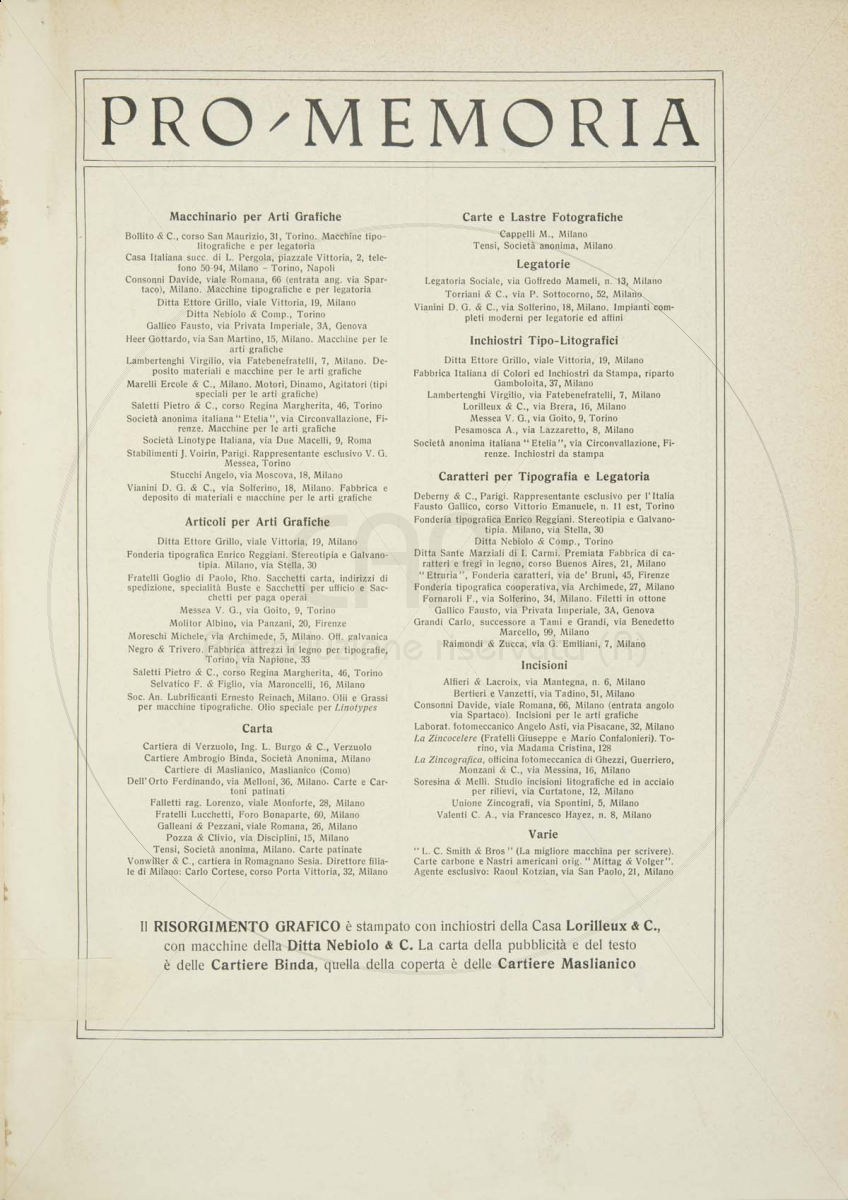 PRO-MEMORIA
Macchinario per Arti Grafiche
Bollito & C., corso San Maurizio, 31, Torino. Macchine tipo-
litografiche e per legatoria
Casa Italiana succ. di L. Pergola, piazzale Vittoria, 2, tele-
fono 50-94, Milano - Torino, Napoli
Consonni Davide, viale Romana, 66 (entrata ang. via Spar-
taco), Milano. Macchine tipografiche e per legatoria
Ditta Ettore Grillo, viale Vittoria, 19, Milano
Ditta Nebiolo & Comp., Torino
Gallico Fausto, via Privata Imperiale, 3A, Genova
Heer Gottardo, via San Martino, 15, Milano. Macchine per le
arti grafiche
Lambertenghi Virgilio, via Fatebenefratelli, 7, Milano. De-
posito materiali e macchine per le arti grafiche
Marelli Ercole & C., Milano. Motori, Dinamo, Agitatori (tipi
speciali per le arti grafiche)
Saletti Pietro & C., corso Regina Margherita, 46, Torino
Società anonima italiana "Etelia", via Circonvallazione, Fi-
renze. Macchine per le arti grafiche
Società Linotype Italiana, via Due Macelli, 9, Roma
Stabilimenti J. Voirin, Parigi. Rappresentante esclusivo V. G.
Messea, Torino
Stucchi Angelo, via Moscova, 18, Milano
Vianini D. G. & C., via Solferino, 18, Milano. Fabbrica e
deposito di materiali e macchine per le arti grafiche
Articoli per Arti Grafiche
Ditta Ettore Grillo, viale Vittoria, 19, Milano
Fonderia tipografica Enrico Reggiani. Stereotipia e Galvano-
tipia. Milano, via Stella, 30
Fratelli Goglio di Paolo, Rho. Sacchetti carta, indirizzi di
spedizione, specialità Buste e Sacchetti per ufficio e Sac-
chetti per paga operai
Messea V. G., via Goito, 9, Torino
Molitor Albino, via Panzani, 20, Firenze
Moreschi Michele, via Archimede, 5, Milano. Off. galvanica
Negro & Trivero. Fabbrica attrezzi in legno per tipografie,
Torino, via Napione, 33
Saletti Pietro & C., corso Regina Margherita, 46, Torino
Selvatico F. & Figlio, via Maroncelli, 16, Milano
Soc. An. Lubrificanti Ernesto Reinach, Milano. Olii e Grassi
per macchine tipografiche. Olio speciale per Linotypes
Carta
Cartiera di Verzuolo, Ing. L. Burgo & C., Verzuolo
Cartiere Ambrogio Binda, Società Anonima, Milano
Cartiere di Maslianico, Maslianico (Como)
Dell'Orto Ferdinando, via Melloni, 36, Milano. Carte e Car-
toni patinati
Falletti rag. Lorenzo, viale Monforte, 28, Milano
Fratelli Lucchetti, Foro Bonaparte, 60, Milano
Galleani & Pezzani, viale Romana, 26, Milano
Pozza & Clivio, via Disciplini, 15, Milano
Tensi, Società anonima, Milano. Carte patinate
Vonwiller & C., cartiera in Romagnano Sesia. Direttore filia-
le di Milano: Carlo Cortese, corso Porta Vittoria, 32, Milano
Carte e Lastre Fotografiche
Cappelli M., Milano
Tensi, Società anonima, Milano
Legatorie
Legatoria Sociale, via Goffredo Mameli, n. 13, Milano
Torriani & C., via P. Sottocorno, 52, Milano
Vianini D. G. & C., via Solferino, 18, Milano. Impianti com-
pleti moderni per legatorie ed affini
Inchiostri Tipo-Litografici
Ditta Ettore Grillo, viale Vittoria, 19, Milano
Fabbrica Italiana di Colori ed Inchiostri da Stampa, riparto
Gamboloita, 37, Milano
Lambertenghi Virgilio, via Fatebenefratelli, 7, Milano
Lorilleux & C., via Brera, 16, Milano
Messea V. G., via Goito, 9, Torino
Pesamosca A., via Lazzaretto, 8, Milano
Società anonima italiana "Etelia", via Circonvallazione, Fi-
renze. Inchiostri da stampa
Caratteri per Tipografia e Legatoria
Deberny & C., Parigi. Rappresentante esclusivo per l'Italia
Fausto Gallico, corso Vittorio Emanuele, n. 11 est, Torino
Fonderia tipografica Enrico Reggiani. Stereotipia e Galvano-
tipia. Milano, via Stella, 30
Ditta Nebiolo & Comp., Torino
Ditta Sante Marziali di I. Carmi. Premiata Fabbrica di ca-
ratteri e fregi in legno, corso Buenos Aires, 21, Milano
"Etruria", Fonderia caratteri, via de' Bruni, 45, Firenze
Fonderia tipografica cooperativa, via Archimede, 27, Milano
Fornaroli F., via Solferino, 34, Milano. Filetti in ottone
Gallico Fausto, via Privata Imperiale, 3A, Genova
Grandi Carlo, successore a Tami e Grandi, via Benedetto
Marcello, 99, Milano
Raimondi & Zucca, via G. Emiliani, 7, Milano
Incisioni
Alfieri & Lacroix, via Mantegna, n. 6, Milano
Bertieri e Vanzetti, via Tadino, 51, Milano
Consonni Davide, viale Romana, 66, Milano (entrata angolo
via Spartaco). Incisioni per le arti grafiche
Laborat. fotomeccanico Angelo Asti, via Pisacane, 32, Milano
La Zincocelere (Fratelli Giuseppe e Mario Confalonieri). To-
rino, via Madama Cristina, 128
La Zincografica, officina fotomeccanica di Ghezzi, Guerriero,
Monzani & C., via Messina, 16, Milano
Soresina & Melli. Studio incisioni litografiche ed in acciaio
per rilievi, via Curtatone, 12, Milano
Unione Zincografi, via Spontini, 5, Milano
Valenti C. A., via Francesco Hayez, n. 8, Milano
Varie
"L. C. Smith & Bros" (La migliore macchina per scrivere).
Carte carbone e Nastri americani orig. "Mittag & Volger".
Agente esclusivo: Raoul Kotzian, via San Paolo, 21, Milano
Il RISORGIMENTO GRAFICO è stampato con inchiostri della Casa Lorilleux & C.,
con macchine della Ditta Nebiolo & C. La carta della pubblicità e del testo
è delle Cartiere Binda, quella della coperta è delle Cartiere Maslianico